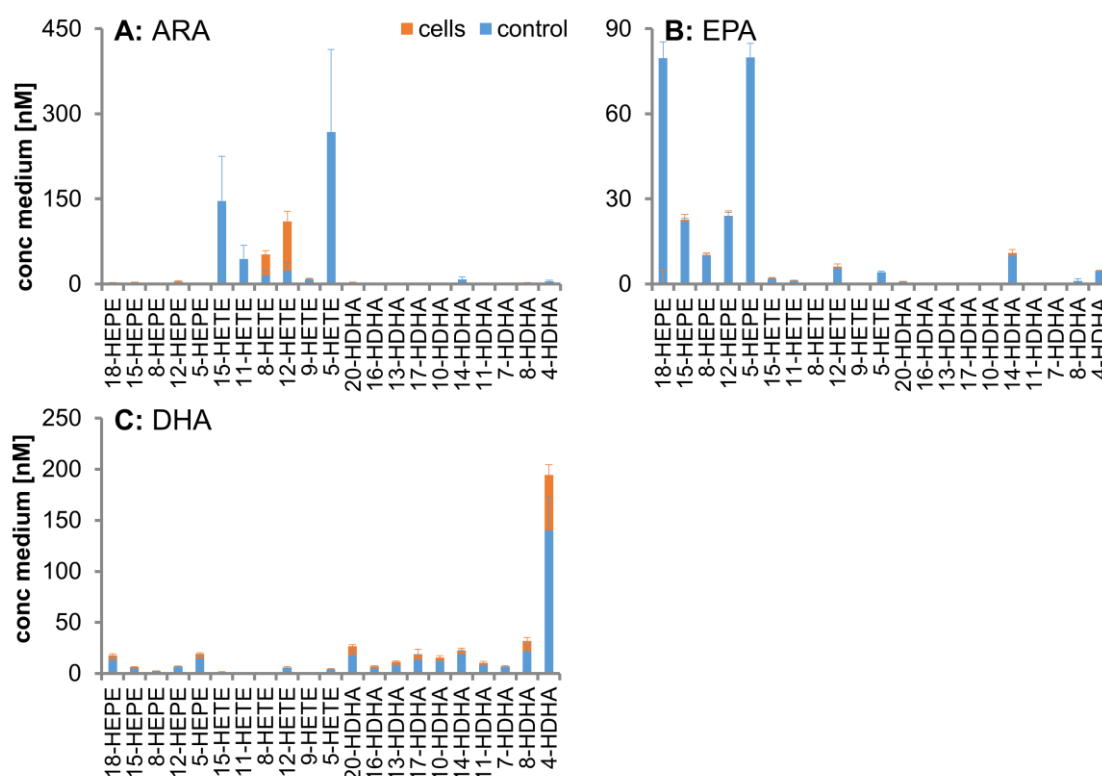 A: ARA
cells
control
450
300
150
0
conc medium [nM]
18-HEPE
15-HEPE
8-HEPE
12-HEPE
5-HEPE
15-HETE
11-HETE
8-HETE
12-HETE
9-HETE
5-HETE
20-HDHA
16-HDHA
13-HDHA
17-HDHA
10-HDHA
14-HDHA
11-HDHA
7-HDHA
8-HDHA
4-HDHA
B: EPA
90
60
30
0
18-HEPE
15-HEPE
8-HEPE
12-HEPE
5-HEPE
15-HETE
11-HETE
8-HETE
12-HETE
9-HETE
5-HETE
20-HDHA
16-HDHA
13-HDHA
17-HDHA
10-HDHA
14-HDHA
11-HDHA
7-HDHA
8-HDHA
4-HDHA
C: DHA
250
200
150
100
50
0
conc medium [nM]
18-HEPE
15-HEPE
8-HEPE
12-HEPE
5-HEPE
15-HETE
11-HETE
8-HETE
12-HETE
9-HETE
5-HETE
20-HDHA
16-HDHA
13-HDHA
17-HDHA
10-HDHA
14-HDHA
11-HDHA
7-HDHA
8-HDHA
4-HDHA